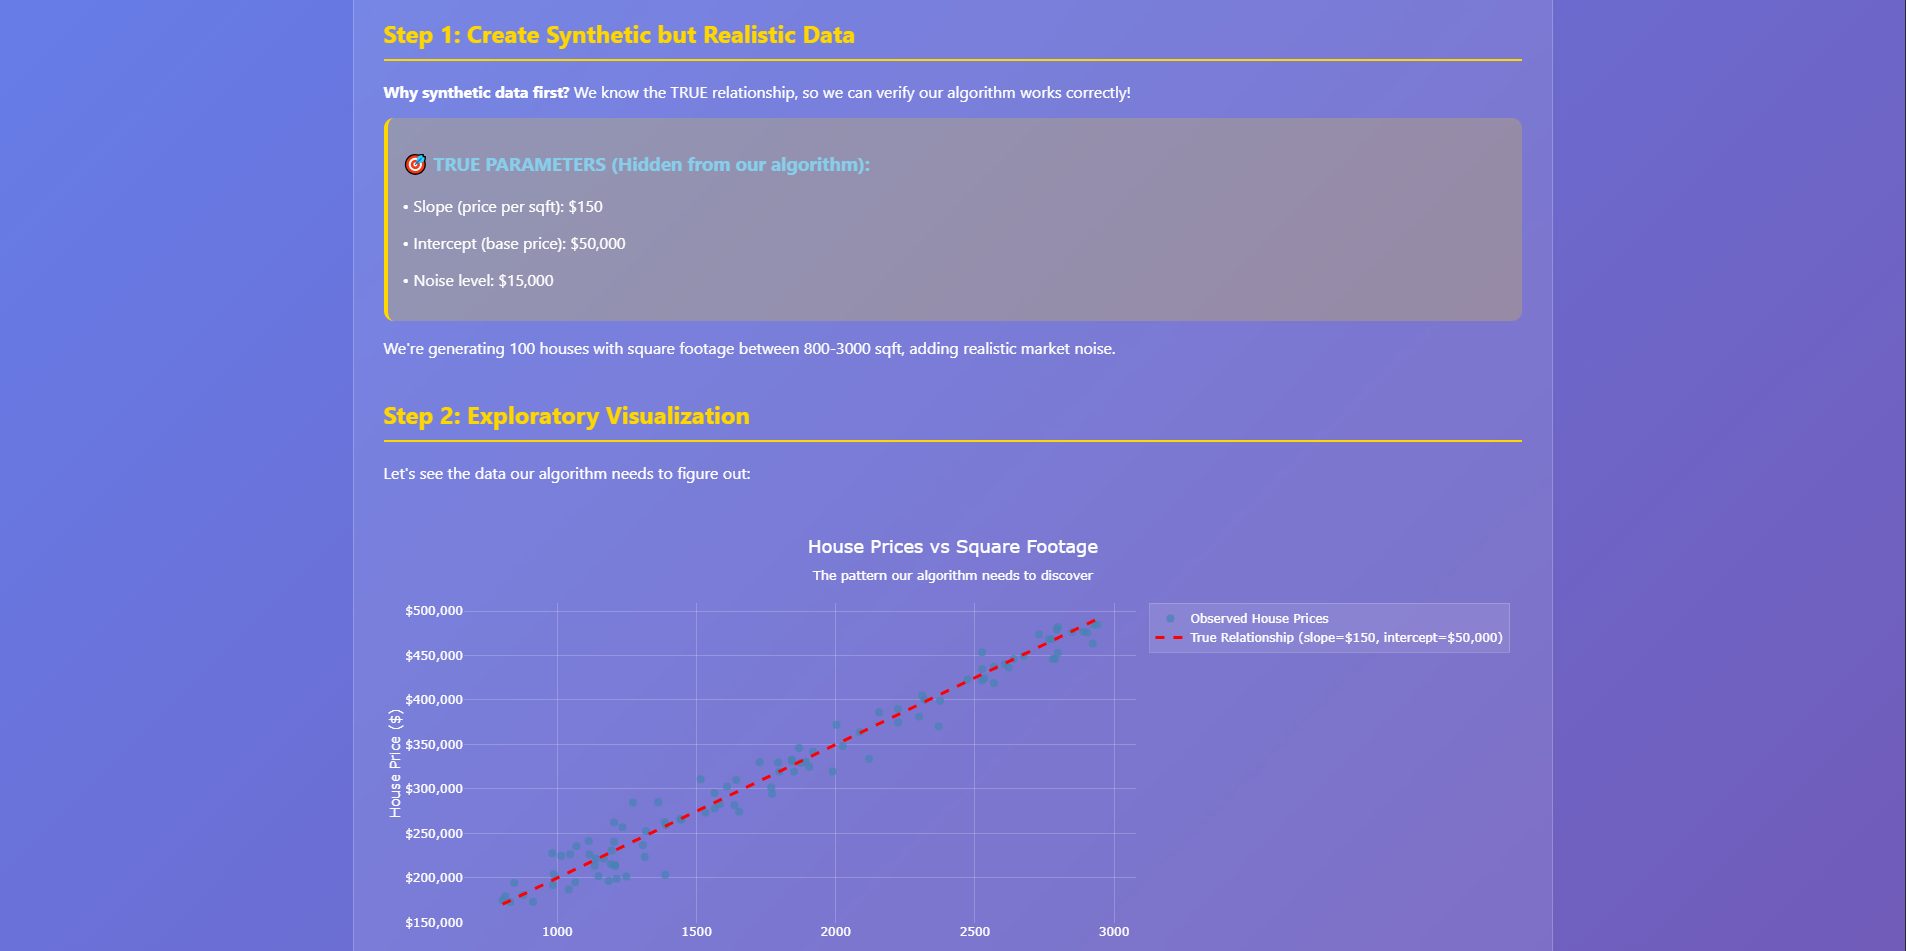 Step 1: Create Synthetic but Realistic Data
Why synthetic data first? We know the TRUE relationship, so we can verify our algorithm works correctly!
🎯 TRUE PARAMETERS (Hidden from our algorithm):
• Slope (price per sqft): $150
• Intercept (base price): $50,000
• Noise level: $15,000
We're generating 100 houses with square footage between 800-3000 sqft, adding realistic market noise.
Step 2: Exploratory Visualization
Let's see the data our algorithm needs to figure out:
House Prices vs Square Footage
The pattern our algorithm needs to discover
House Price ($)
$500,000
$450,000
$400,000
$350,000
$300,000
$250,000
$200,000
$150,000
1000 1500 2000 2500 3000
Observed House Prices
True Relationship (slope=$150, intercept=$50,000)